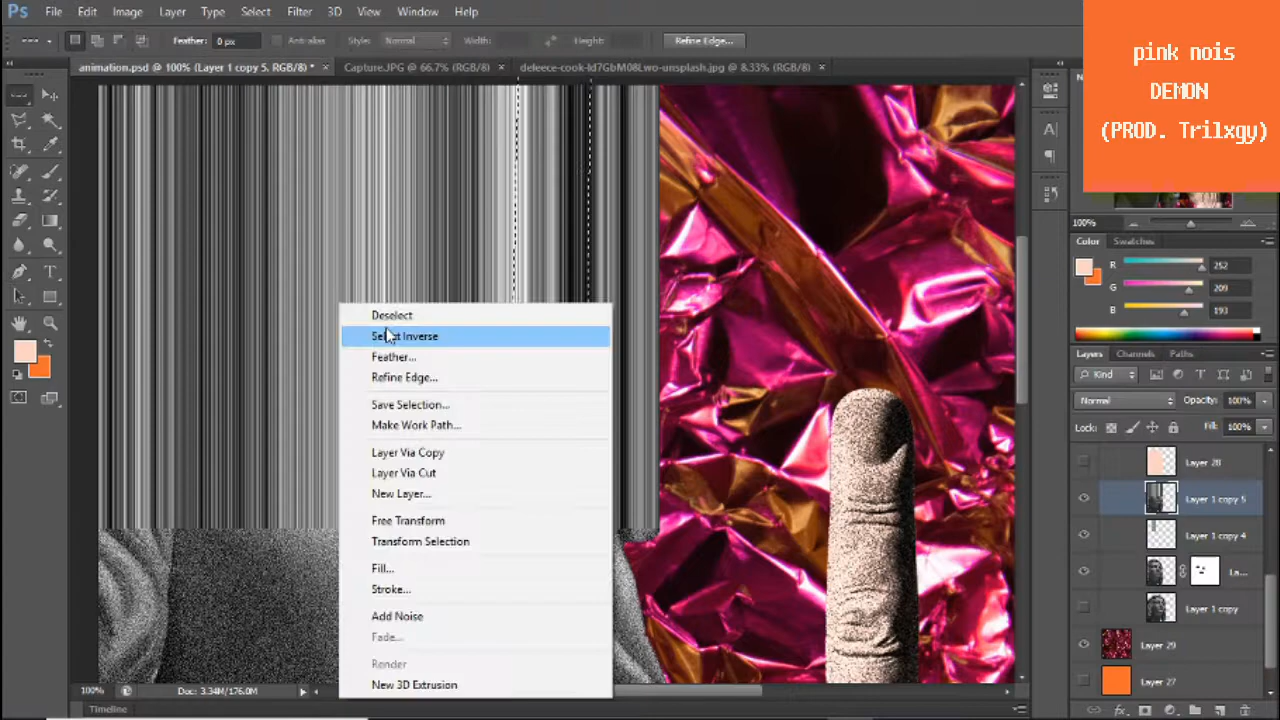 Ps File Edit Image Layer Type Select Filter 3D View Window Help
Feather: 0 px Anti-alias Style: Normal Width: Height: Refine Edge...
animation.psd @ 100% (Layer 1 copy 5, RGB/8) * × Capture.JPG @ 66.7% (RGB/8) × deleece-cook-Id7GbM08Lwo-unsplash.jpg @ 8.33% (RGB/8) ×
pink nois
DEMON
(PROD. Trilxgy)
100%
Color Swatches
R 252
G 209
B 193
Layers Channels Paths
Kind
Normal Opacity: 100%
Lock: Fill: 100%
Layer 28
Layer 1 copy 5
Layer 1 copy 4
La...
Layer 1 copy
Layer 29
Layer 27
Deselect
Select Inverse
Feather...
Refine Edge...
Save Selection...
Make Work Path...
Layer Via Copy
Layer Via Cut
New Layer...
Free Transform
Transform Selection
Fill...
Stroke...
Add Noise
Fade...
Render
New 3D Extrusion
100% Doc: 3.34M/176.0M
Timeline